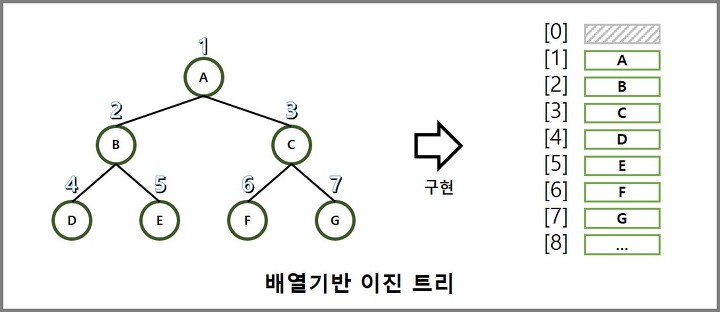 1
A
2
3
B
C
4
5
6
7
D
E
F
G
구현
[0]
[1] A
[2] B
[3] C
[4] D
[5] E
[6] F
[7] G
[8] ...
배열기반 이진 트리